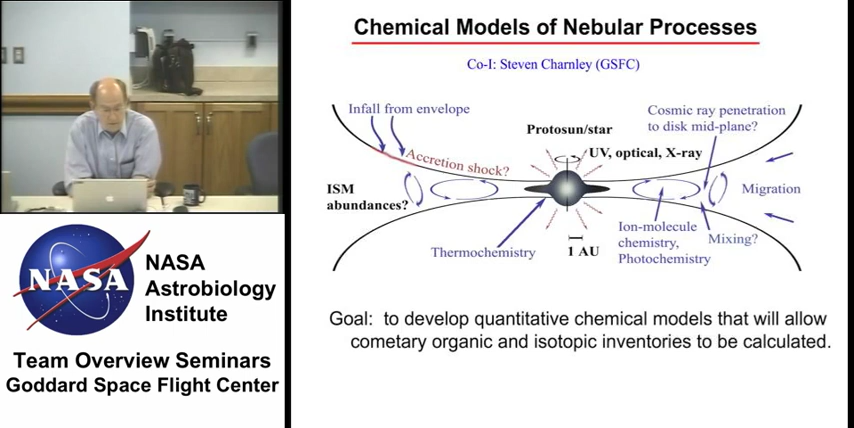 NASA
NASA
Astrobiology
Institute
Team Overview Seminars
Goddard Space Flight Center
Chemical Models of Nebular Processes
Co-I: Steven Charnley (GSFC)
Infall from envelope
Accretion shock?
Protosun/star
UV, optical, X-ray
Cosmic ray penetration
to disk mid-plane?
ISM
abundances?
Migration
Thermochemistry
1 AU
Ion-molecule
chemistry,
Photochemistry
Mixing?
Goal: to develop quantitative chemical models that will allow
cometary organic and isotopic inventories to be calculated.